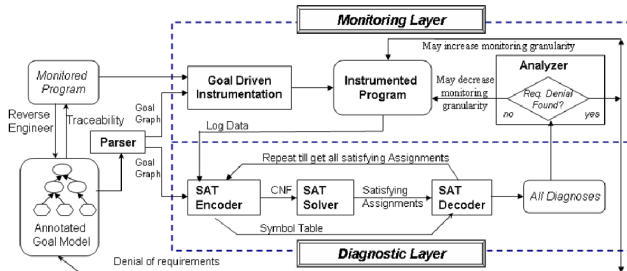 Monitoring Layer
May increase monitoring granularity
Monitored
Program
Goal Driven
Instrumentation
Instrumented
Program
May decrease
monitoring
granularity
Analyzer
Req. Denial
Found?
no
yes
Reverse
Engineer
Traceability
Goal
Graph
Parser
Goal
Graph
Log Data
Repeat till get all satisfying Assignments
SAT
Encoder
CNF
SAT
Solver
Satisfying
Assignments
SAT
Decoder
All Diagnoses
Symbol Table
Annotated
Goal Model
Denial of requirements
Diagnostic Layer